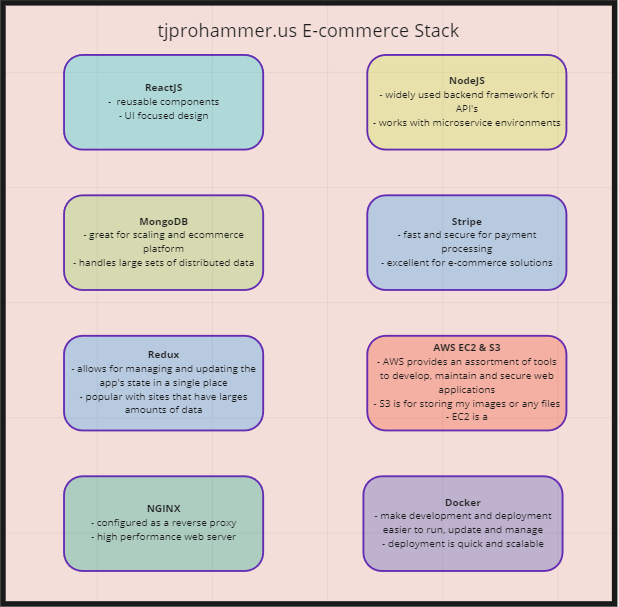 tjprohammer.us E-commerce Stack
ReactJS
- reusable components
- UI focused design
NodeJS
- widely used backend framework for
API's
- works with microservice environments
MongoDB
- great for scaling and ecommerce
platform
- handles large sets of distributed data
Stripe
- fast and secure for payment
processing
- excellent for e-commerce solutions
Redux
- allows for managing and updating the
app's state in a single place
- popular with sites that have larges
amounts of data
AWS EC2 & S3
- AWS provides an assortment of tools
to develop, maintain and secure web
applications
- S3 is for storing my images or any files
- EC2 is a
NGINX
- configured as a reverse proxy
- high performance web server
Docker
- make development and deployment
easier to run, update and manage
- deployment is quick and scalable